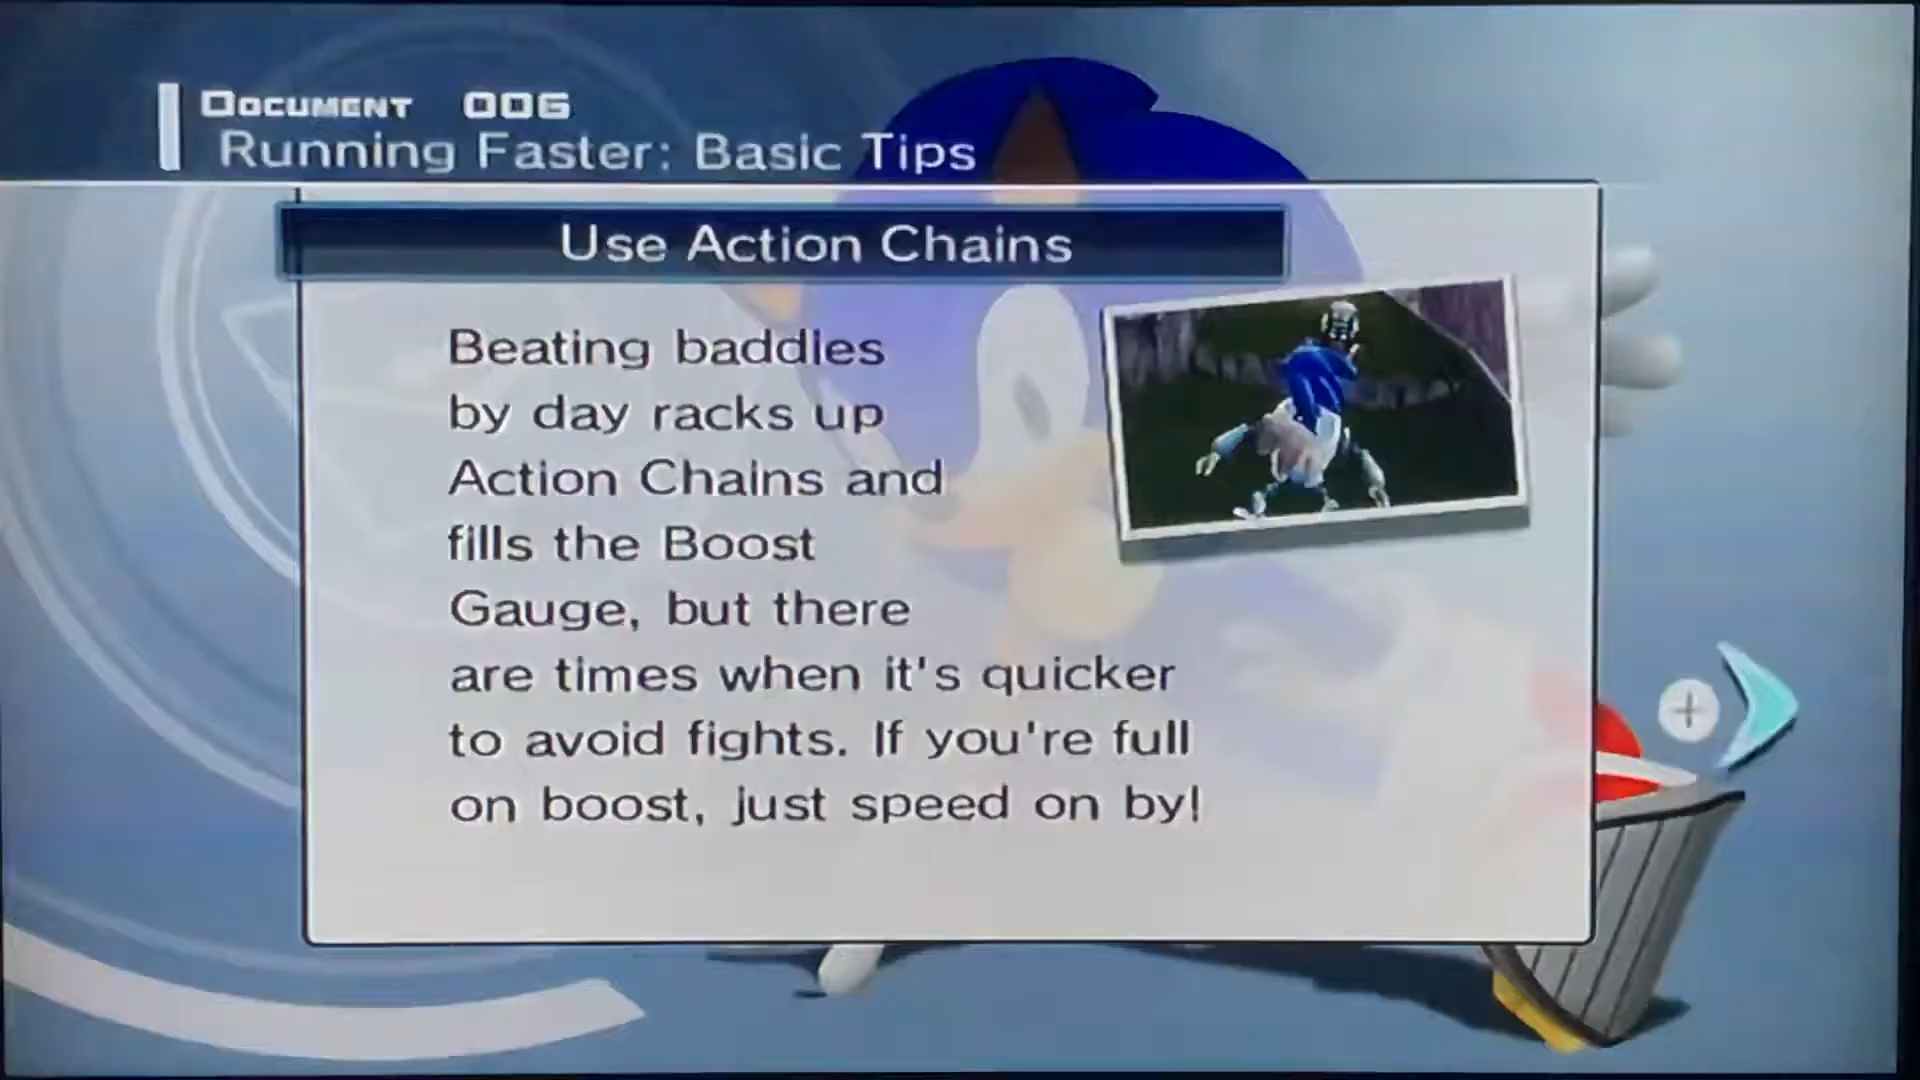 Document 006
Running Faster: Basic Tips
Use Action Chains
Beating baddies
by day racks up
Action Chains and
fills the Boost
Gauge, but there
are times when it's quicker
to avoid fights. If you're full
on boost, just speed on by!
+